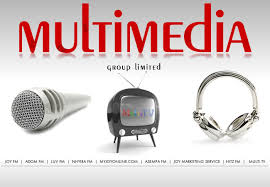 MULTIMEDIA
GROUP LIMITED
JOY FM | ADOM FM | LUV FM | NHYIRA FM | MYJOYONLINE.COM | ASEMPA FM | JOY MARKETING SERVICE | HITZ FM | MULTI TV